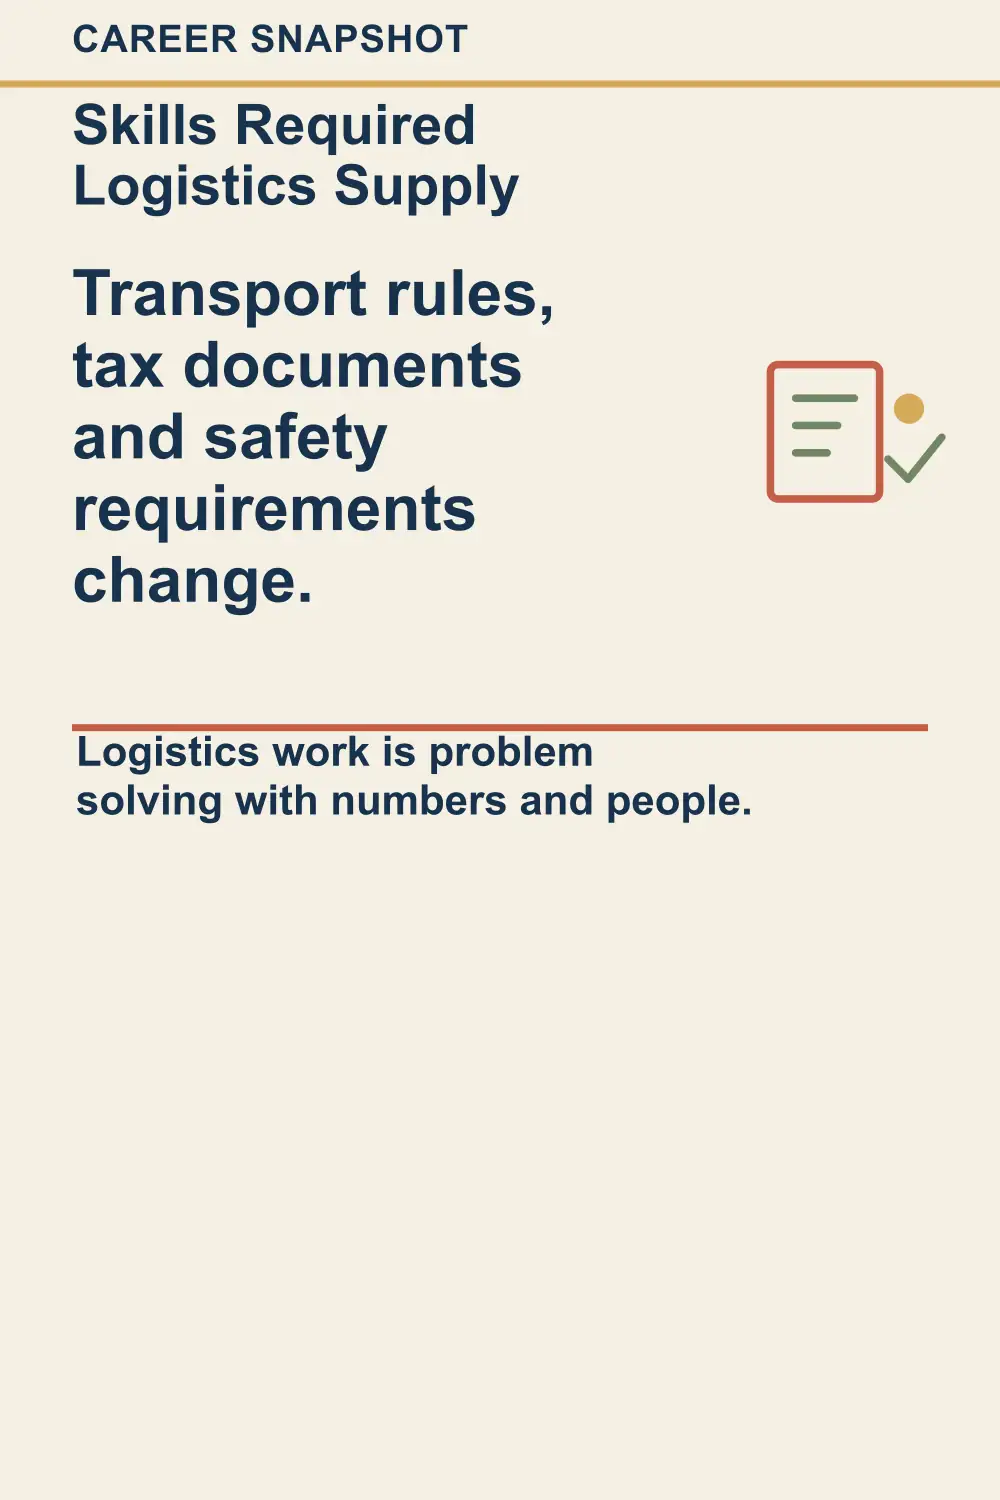 CAREER SNAPSHOT
Skills Required
Logistics Supply
Transport rules,
tax documents
and safety
requirements
change.
Logistics work is problem
solving with numbers and people.